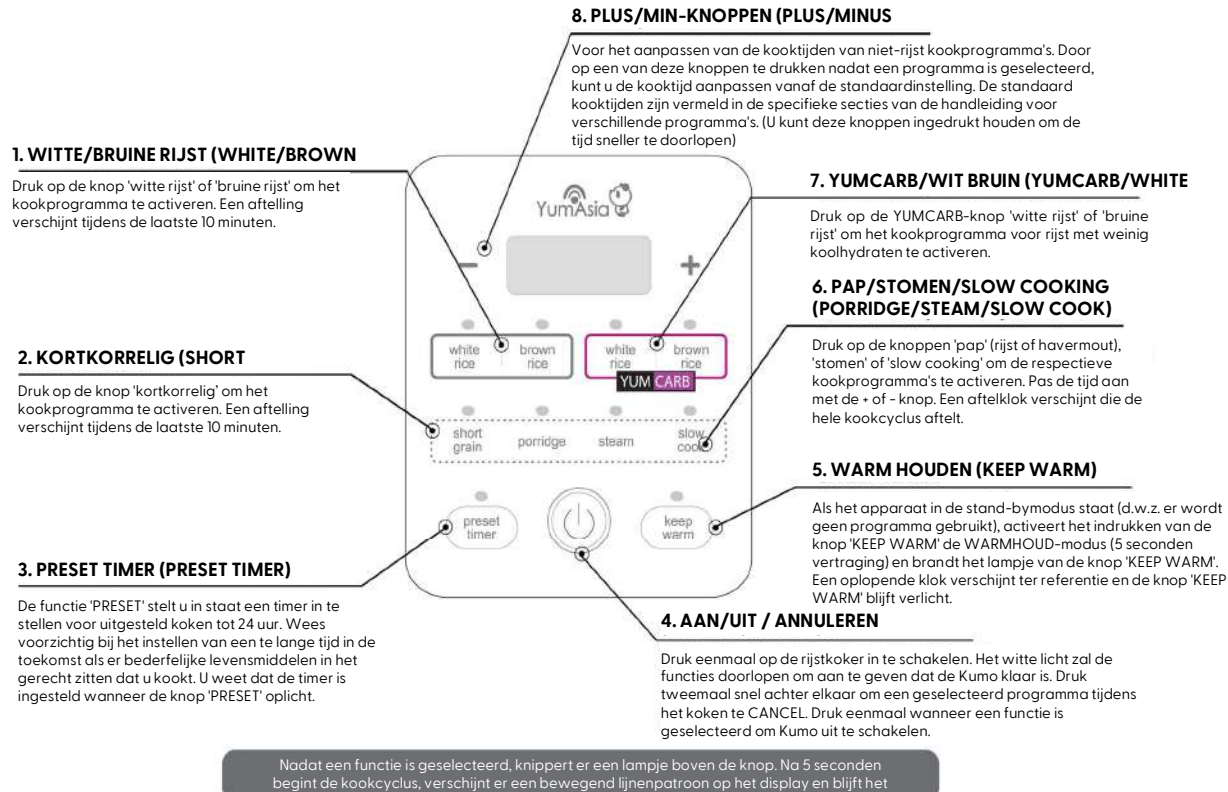 8. PLUS/MIN-KNOPPEN (PLUS/MINUS
Voor het aanpassen van de kooktijden van niet-rijst kookprogramma's. Door
op een van deze knoppen te drukken nadat een programma is geselecteerd,
kunt u de kooktijd aanpassen vanaf de standaardinstelling. De standaard
kooktijden zijn vermeld in de specifieke secties van de handleiding voor
verschillende programma's. (U kunt deze knoppen ingedrukt houden om de
tijd sneller te doorlopen)
1. WITTE/BRUINE RIJST (WHITE/BROWN
Druk op de knop 'witte rijst' of 'bruine rijst' om het
kookprogramma te activeren. Een aftelling
verschijnt tijdens de laatste 10 minuten.
2. KORTKORRELIG (SHORT
Druk op de knop 'kortkorrelig' om het
kookprogramma te activeren. Een aftelling
verschijnt tijdens de laatste 10 minuten.
3. PRESET TIMER (PRESET TIMER)
De functie 'PRESET' stelt u in staat een timer in te
stellen voor uitgesteld koken tot 24 uur. Wees
voorzichtig bij het instellen van een te lange tijd in de
toekomst als er bederfelijke levensmiddelen in het
gerecht zitten dat u kookt. U weet dat de timer is
ingesteld wanneer de knop 'PRESET' oplicht.
YumAsia
−
+
white
rice
brown
rice
white
rice
brown
rice
YUM CARB
short
grain
porridge
steam
slow
cook
preset
timer
keep
warm
7. YUMCARB/WIT BRUIN (YUMCARB/WHITE
Druk op de YUMCARB-knop 'witte rijst' of 'bruine
rijst' om het kookprogramma voor rijst met weinig
koolhydraten te activeren.
6. PAP/STOMEN/SLOW COOKING
(PORRIDGE/STEAM/SLOW COOK)
Druk op de knoppen 'pap' (rijst of havermout),
'stomen' of 'slow cooking' om de respectieve
kookprogramma's te activeren. Pas de tijd aan
met de + of - knop. Een aftelklok verschijnt die de
hele kookcyclus aftelt.
5. WARM HOUDEN (KEEP WARM)
Als het apparaat in de stand-bymodus staat (d.w.z. er wordt
geen programma gebruikt), activeert het indrukken van de
knop 'KEEP WARM' de WARMHOUD-modus (5 seconden
vertraging) en brandt het lampje van de knop 'KEEP WARM'.
Een oplopende klok verschijnt ter referentie en de knop 'KEEP
WARM' blijft verlicht.
4. AAN/UIT / ANNULEREN
Druk eenmaal op de rijstkoker in te schakelen. Het witte licht zal de
functies doorlopen om aan te geven dat de Kumo klaar is. Druk
tweemaal snel achter elkaar om een geselecteerd programma tijdens
het koken te CANCEL. Druk eenmaal wanneer een functie is
geselecteerd om Kumo uit te schakelen.
Nadat een functie is geselecteerd, knippert er een lampje boven de knop. Na 5 seconden
begint de kookcyclus, verschijnt er een bewegend lijnenpatroon op het display en blijft het